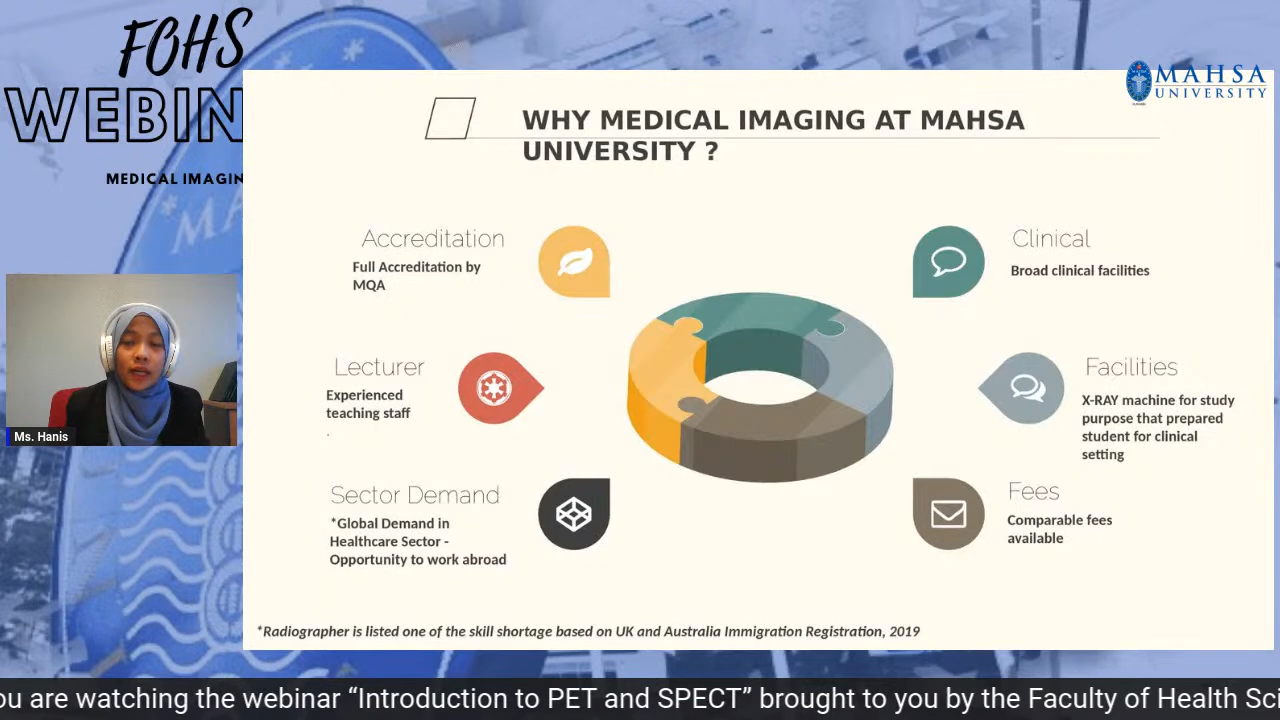 FOHS
WEBIN
MEDICAL IMAGIN
MAHSA
UNIVERSITY
WHY MEDICAL IMAGING AT MAHSA
UNIVERSITY ?
Accreditation
Full Accreditation by
MQA
Clinical
Broad clinical facilities
Lecturer
Experienced
teaching staff
.
Facilities
X-RAY machine for study
purpose that prepared
student for clinical
setting
Sector Demand
*Global Demand in
Healthcare Sector -
Opportunity to work abroad
Fees
Comparable fees
available
*Radiographer is listed one of the skill shortage based on UK and Australia Immigration Registration, 2019
Ms. Hanis
ou are watching the webinar “Introduction to PET and SPECT” brought to you by the Faculty of Health Sci